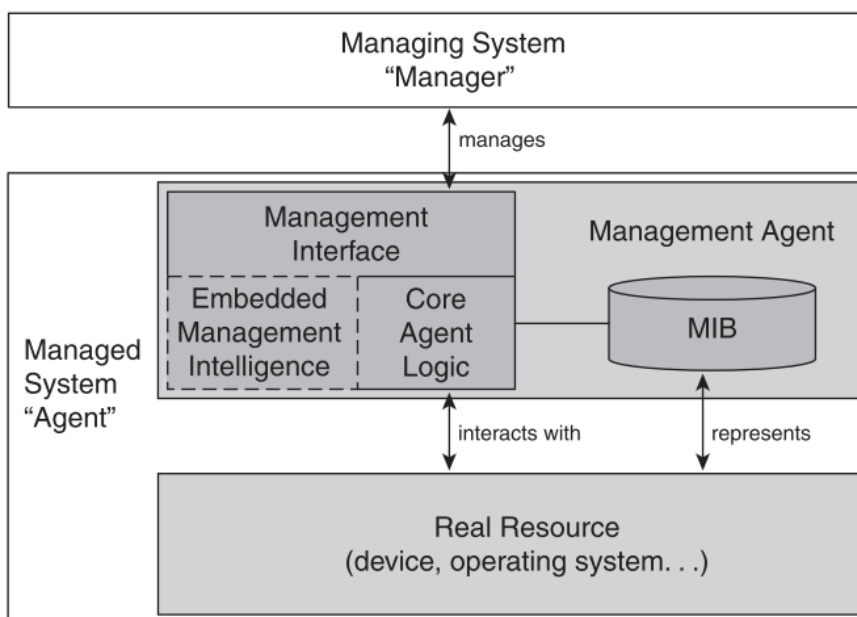 Managing System
“Manager”
manages
Management
Interface
Management Agent
Embedded
Management
Intelligence
Core
Agent
Logic
MIB
Managed
System
“Agent”
interacts with
represents
Real Resource
(device, operating system. . .)